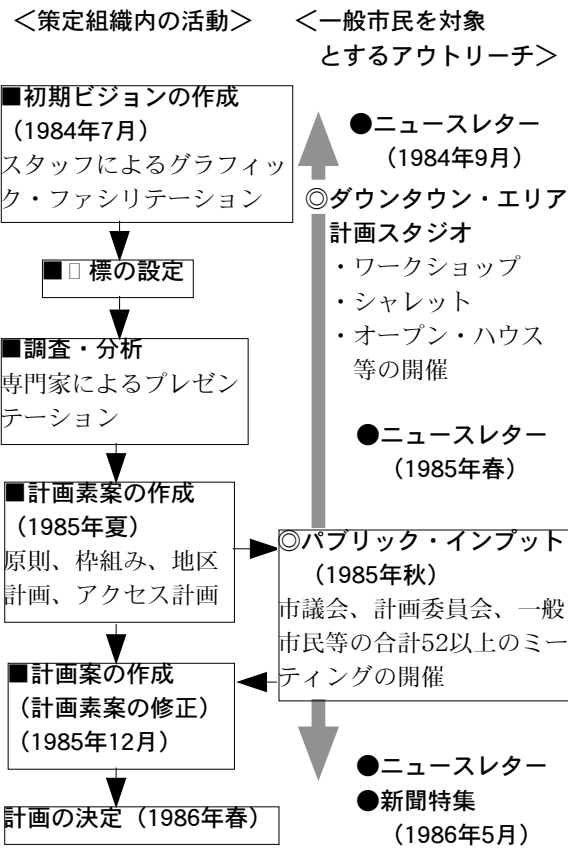 ＜策定組織内の活動＞
■初期ビジョンの作成
（1984年7月）
スタッフによるグラフィッ
ク・ファシリテーション
■□標の設定
■調査・分析
専門家によるプレゼン
テーション
■計画素案の作成
（1985年夏）
原則、枠組み、地区
計画、アクセス計画
■計画案の作成
（計画素案の修正）
（1985年12月）
計画の決定（1986年春）
＜一般市民を対象
とするアウトリーチ＞
●ニュースレター
（1984年9月）
◎ダウンタウン・エリア
計画スタジオ
・ワークショップ
・シャレット
・オープン・ハウス
等の開催
●ニュースレター
（1985年春）
◎パブリック・インプット
（1985年秋）
市議会、計画委員会、一般
市民等の合計52以上のミー
ティングの開催
●ニュースレター
●新聞特集
（1986年5月）